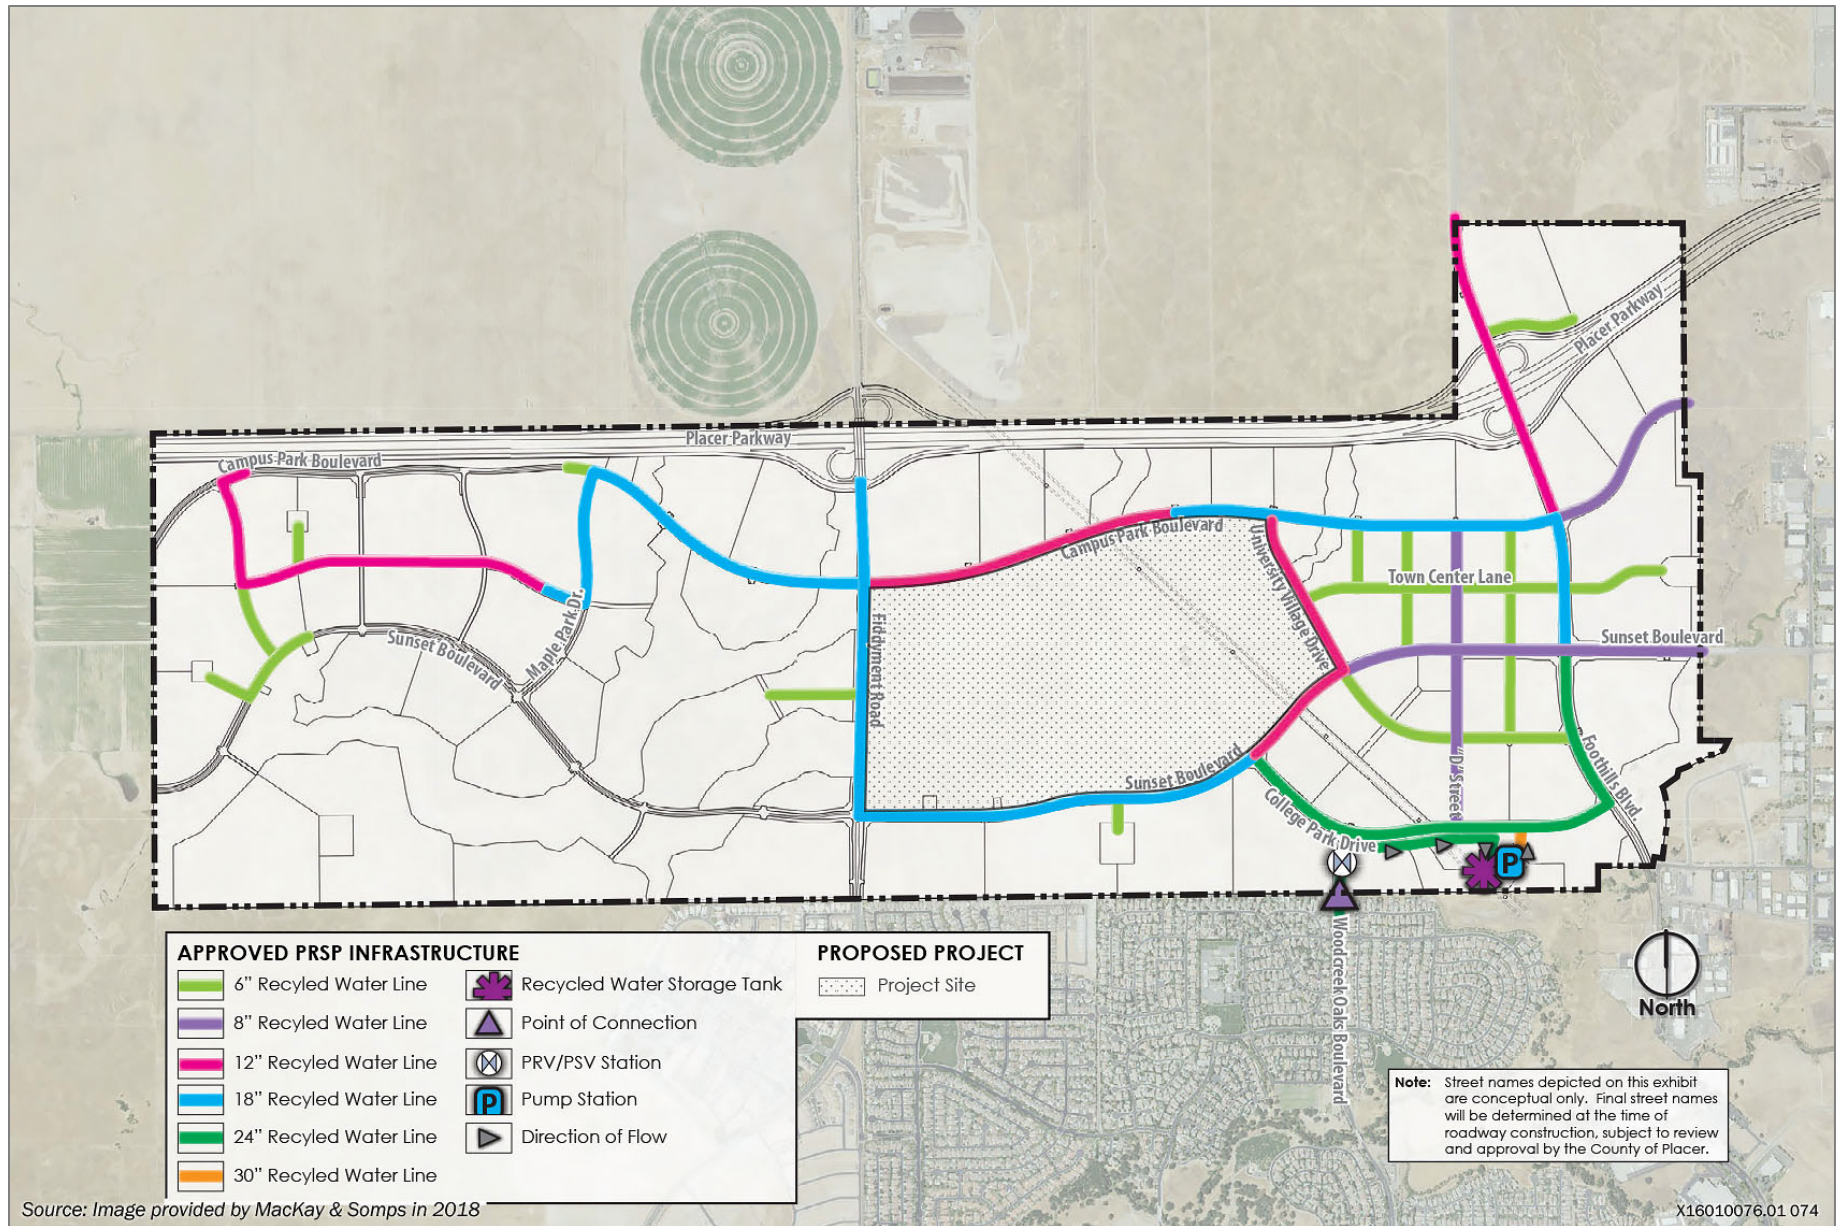 Placer Parkway
Placer Parkway
Campus Park Boulevard
Campus Park Boulevard
University Village Drive
Town Center Lane
Sunset Boulevard
Sunset Boulevard
Maple Park Dr.
Fiddyment Road
Sunset Boulevard
"D" Street
Foothills Blvd.
College Park Drive
P
Woodcreek Oaks Boulevard
APPROVED PRSP INFRASTRUCTURE
6" Recyled Water Line
8" Recyled Water Line
12" Recyled Water Line
18" Recyled Water Line
24" Recyled Water Line
30" Recyled Water Line
Recycled Water Storage Tank
Point of Connection
PRV/PSV Station
P Pump Station
Direction of Flow
PROPOSED PROJECT
Project Site
North
Note: Street names depicted on this exhibit
are conceptual only. Final street names
will be determined at the time of
roadway construction, subject to review
and approval by the County of Placer.
Source: Image provided by MacKay & Somps in 2018
X16010076.01 074